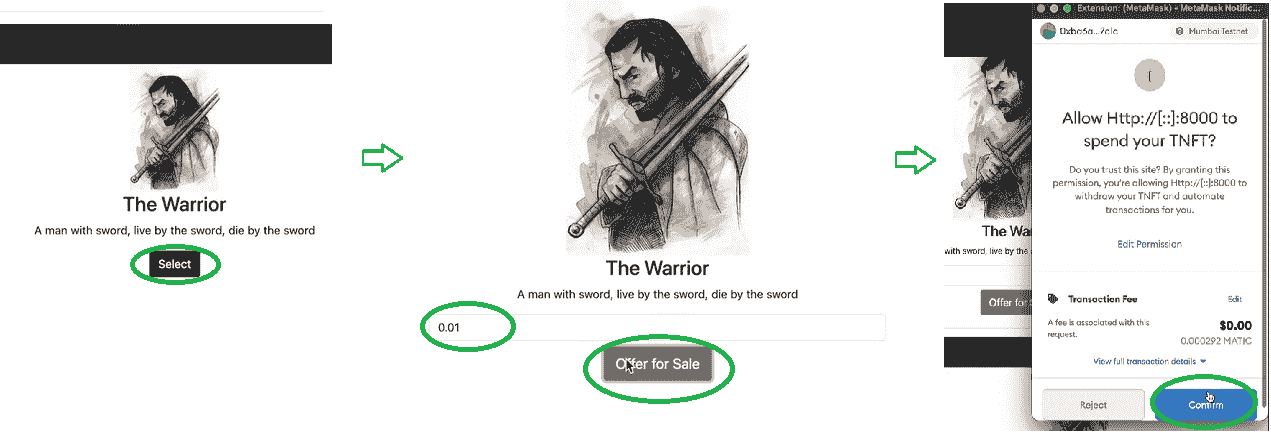 The Warrior
A man with sword, live by the sword, die by the sword
Select
The Warrior
A man with sword, live by the sword, die by the sword
0.01
Offer for Sale
The Wa
with sword, live by the s
Offer for
Extension: (MetaMask) - MetaMask Notific...
0xba6a...7c1c
Mumbai Testnet
Allow Http://[::]:8000 to
spend your TNFT?
Do you trust this site? By granting this
permission, you're allowing Http://[::]:8000 to
withdraw your TNFT and automate
transactions for you.
Edit Permission
Transaction Fee
Edit
A fee is associated with this
request.
$0.00
0.000292 MATIC
View full transaction details
Reject
Confirm